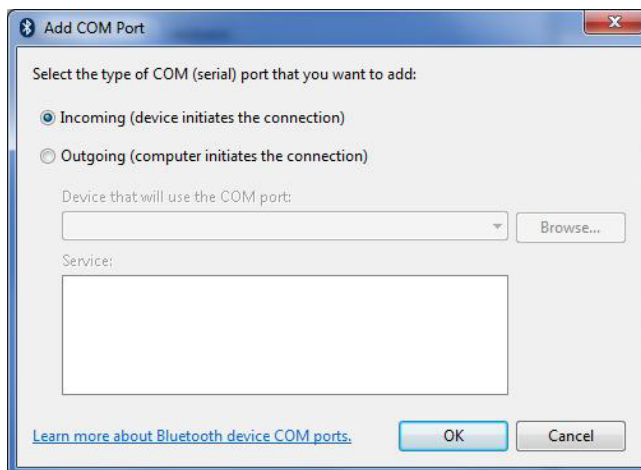 Add COM Port
Select the type of COM (serial) port that you want to add:
Incoming (device initiates the connection)
Outgoing (computer initiates the connection)
Device that will use the COM port:
Browse...
Service:
Learn more about Bluetooth device COM ports.
OK
Cancel